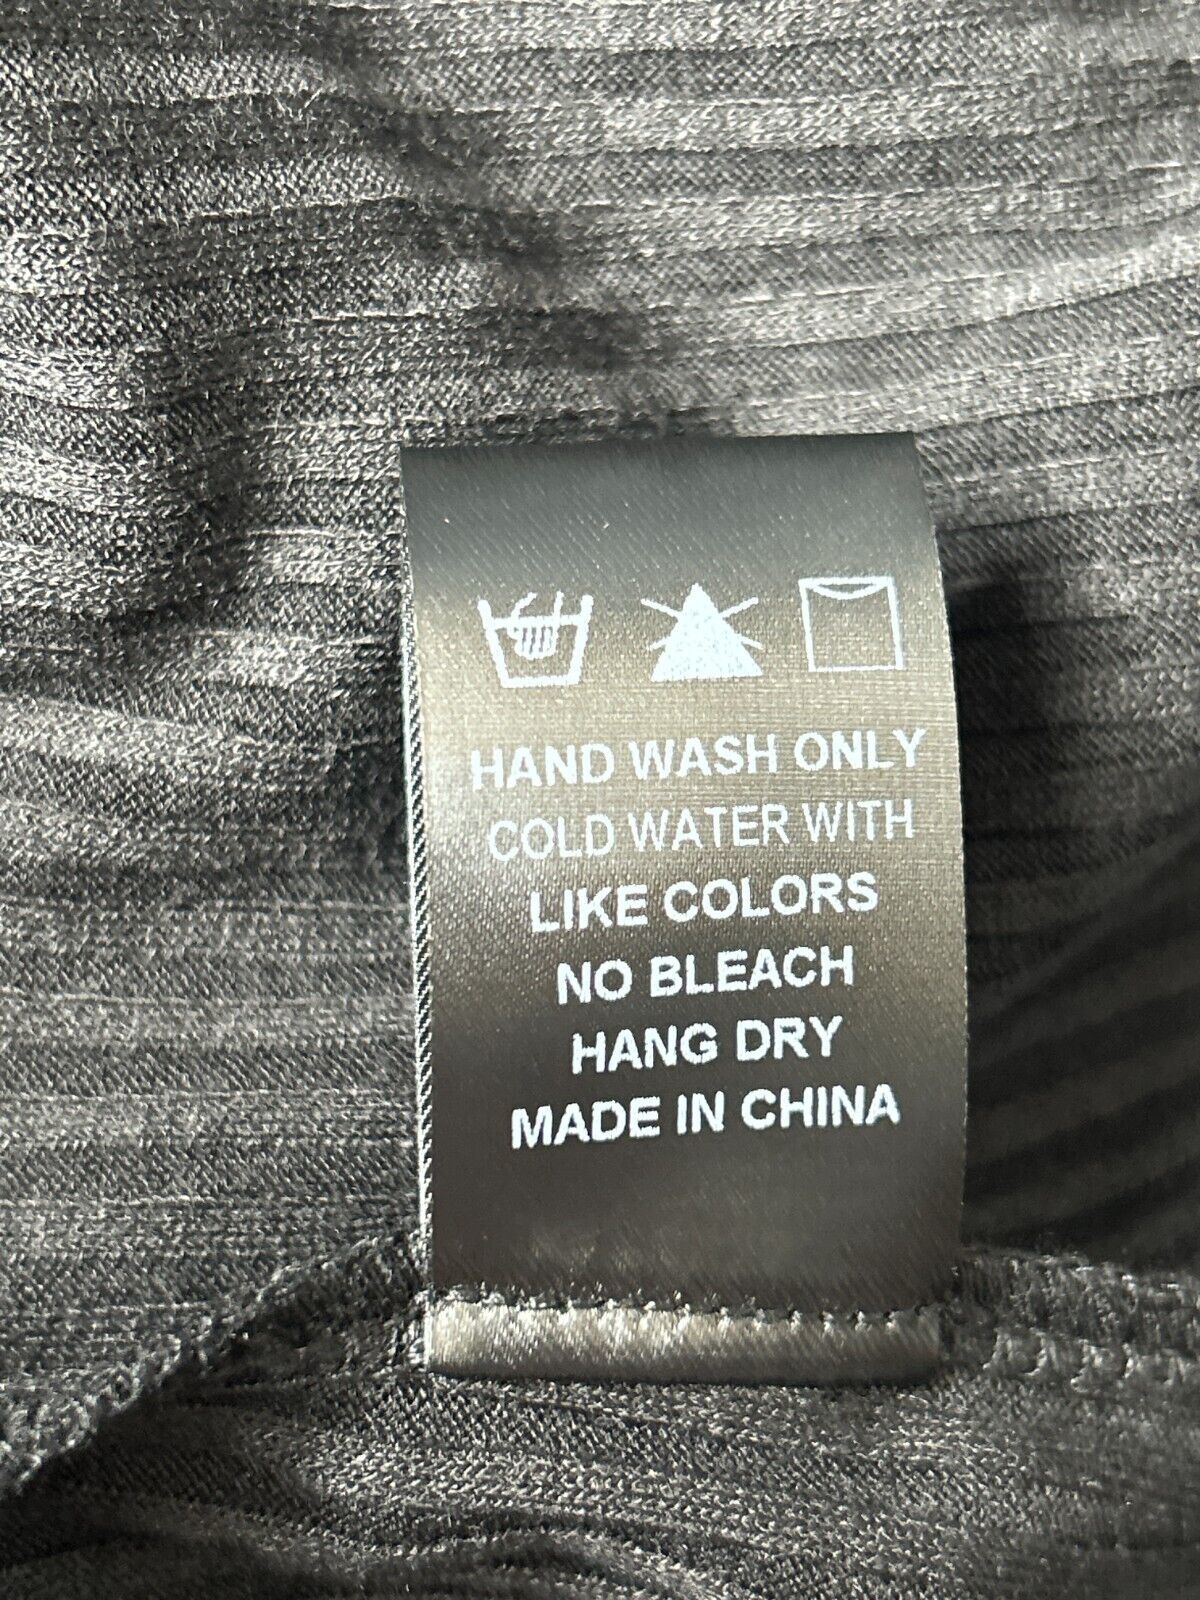 HAND WASH ONLY
COLD WATER WITH
LIKE COLORS
NO BLEACH
HANG DRY
MADE IN CHINA